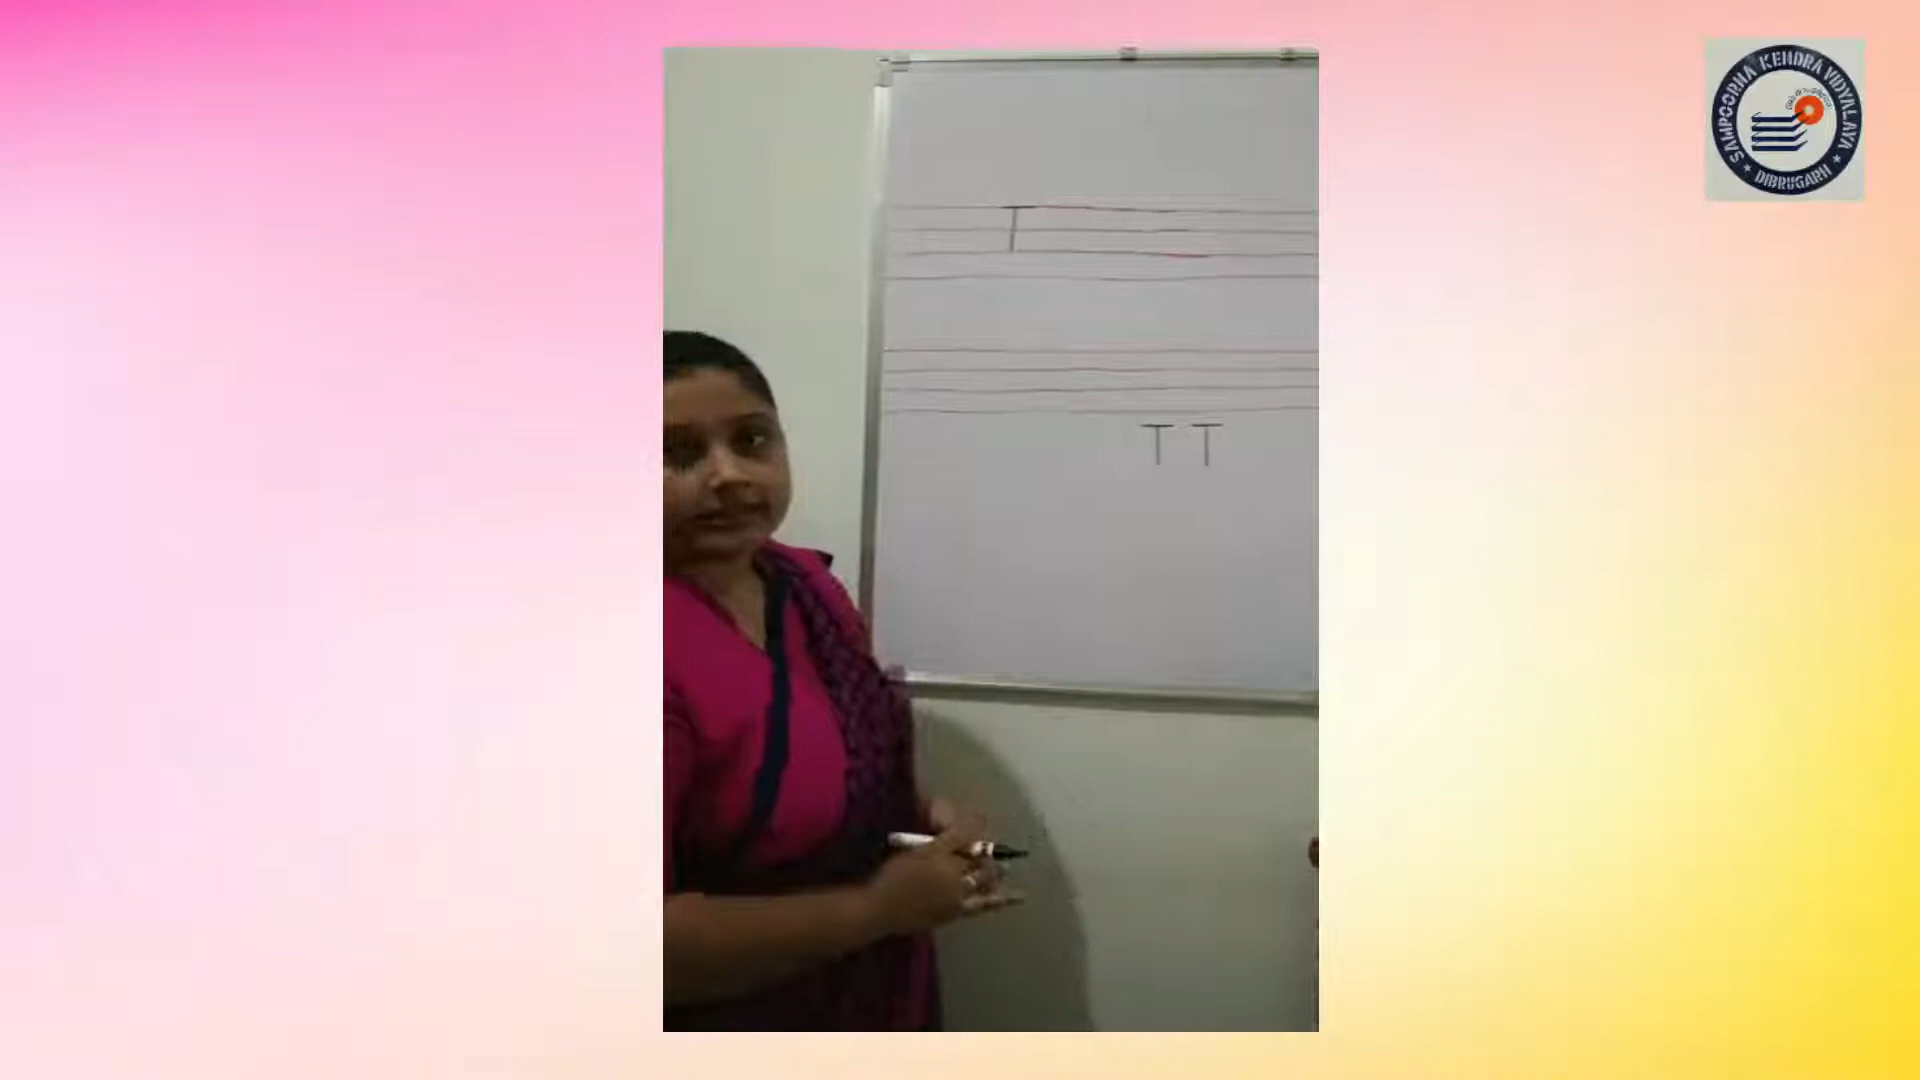 T
T T
SAMPOORNA KENDRA VIDYALAYA
★ DIBRUGARH ★